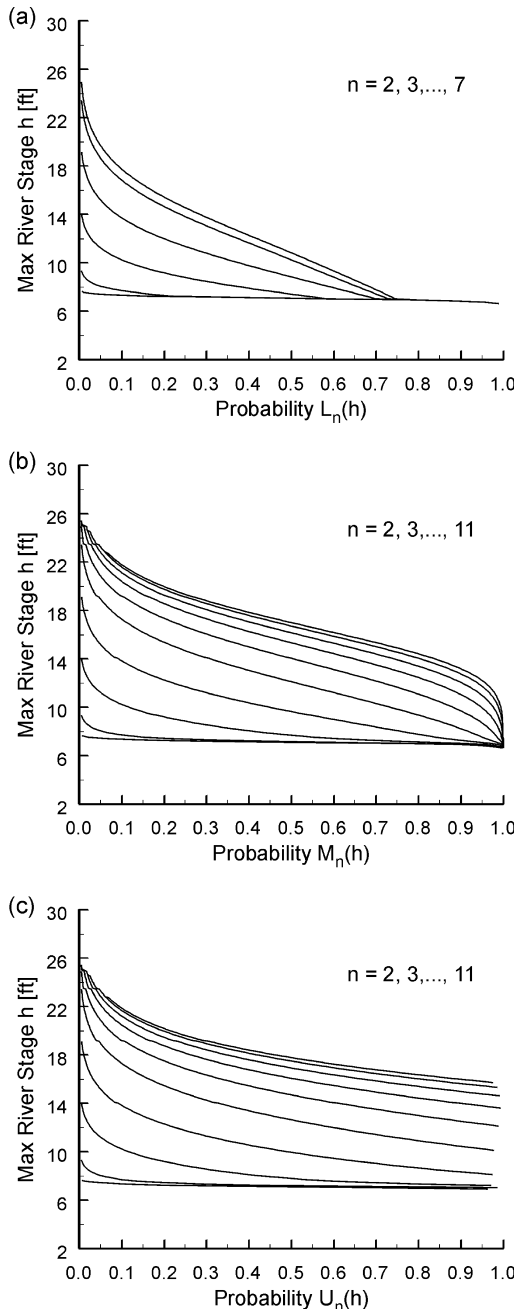 (a)
30
26
22
18
14
10
6
2
Max River Stage h [ft]
n = 2, 3,..., 7
0.0 0.1 0.2 0.3 0.4 0.5 0.6 0.7 0.8 0.9 1.0
Probability Ln(h)
(b)
30
26
22
18
14
10
6
2
Max River Stage h [ft]
n = 2, 3,..., 11
0.0 0.1 0.2 0.3 0.4 0.5 0.6 0.7 0.8 0.9 1.0
Probability Mn(h)
(c)
30
26
22
18
14
10
6
2
Max River Stage h [ft]
n = 2, 3,..., 11
0.0 0.1 0.2 0.3 0.4 0.5 0.6 0.7 0.8 0.9 1.0
Probability Un(h)